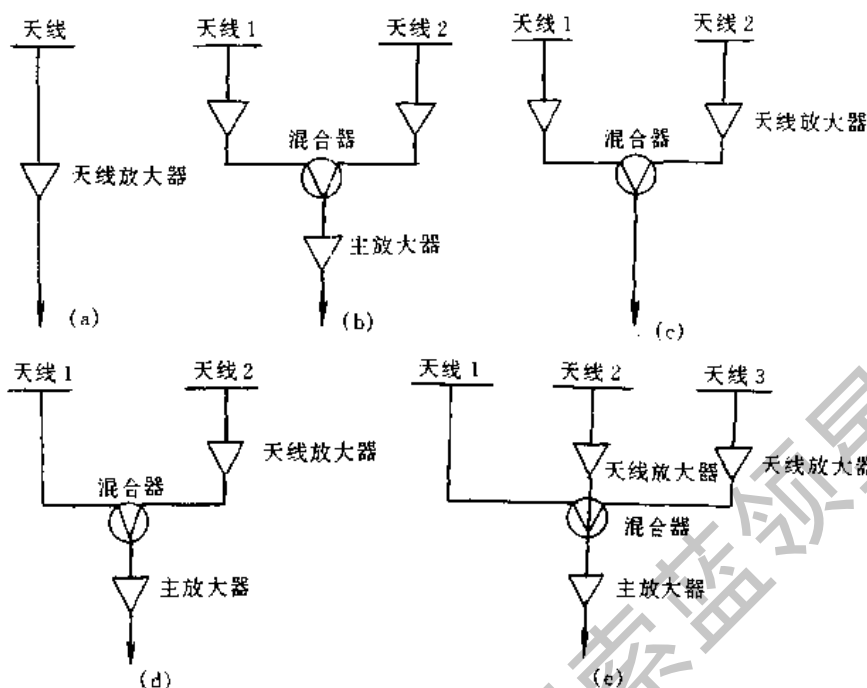 天线
天线放大器
(a)
天线1
天线2
混合器
主放大器
(b)
天线1
天线2
天线放大器
混合器
(c)
天线1
天线2
天线放大器
混合器
主放大器
(d)
天线1
天线2
天线3
天线放大器
天线放大器
混合器
主放大器
(e)
索蓝领星